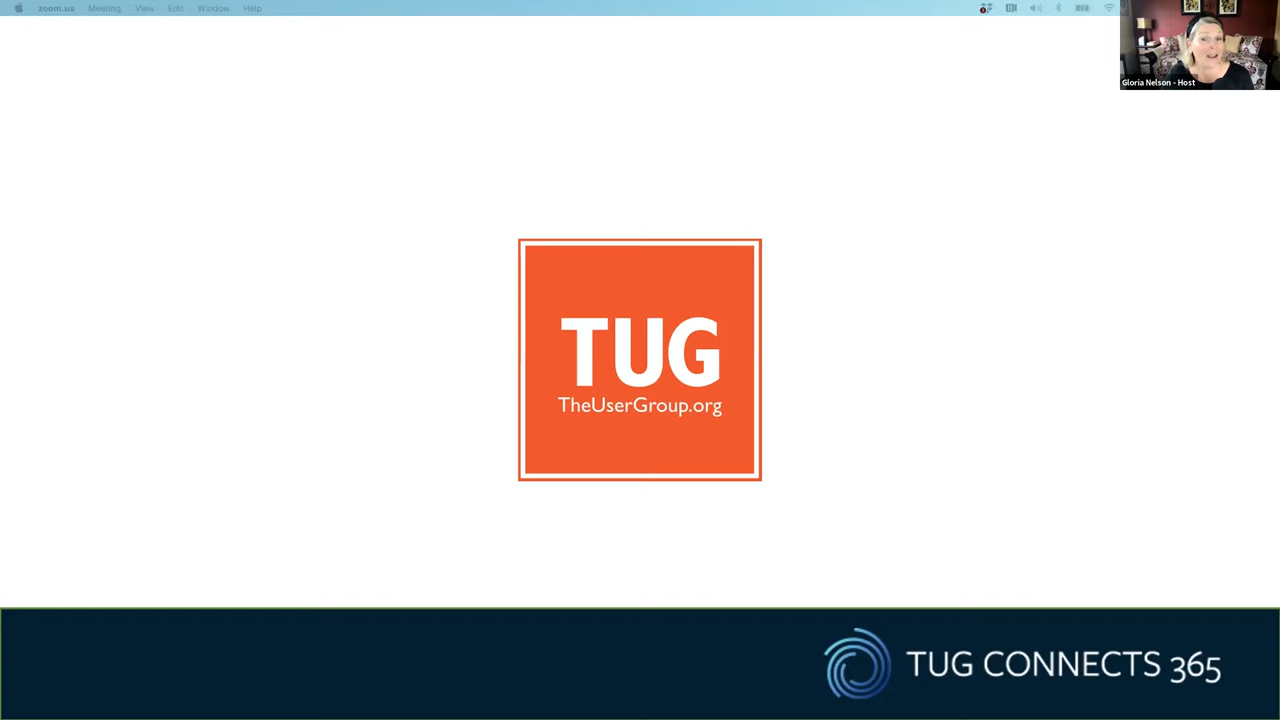 zoom.us Meeting View Edit Window Help
Gloria Nelson - Host
TUG
TheUserGroup.org
TUG CONNECTS 365